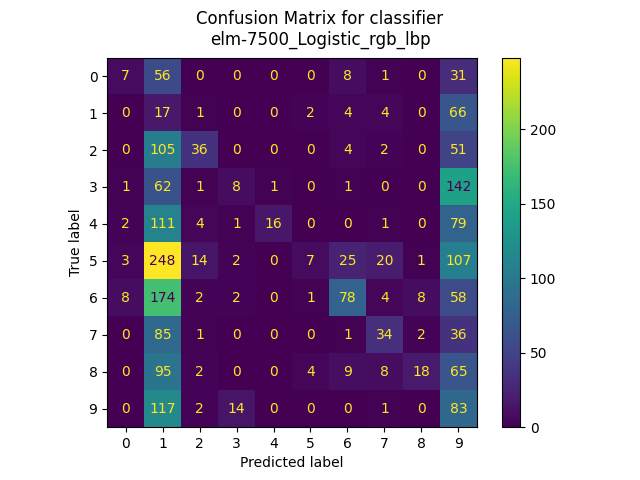 Confusion Matrix for classifier
elm-7500_Logistic_rgb_lbp
0 7 56 0 0 0 0 8 1 0 31
1 0 17 1 0 0 2 4 4 0 66
200
2 0 105 36 0 0 0 4 2 0 51
3 1 62 1 8 1 0 1 0 0 142
150
4 2 111 4 1 16 0 0 1 0 79
True label
5 3 248 14 2 0 7 25 20 1 107
100
6 8 174 2 2 0 1 78 4 8 58
7 0 85 1 0 0 0 1 34 2 36
50
8 0 95 2 0 0 4 9 8 18 65
9 0 117 2 14 0 0 0 1 0 83
0
0 1 2 3 4 5 6 7 8 9
Predicted label